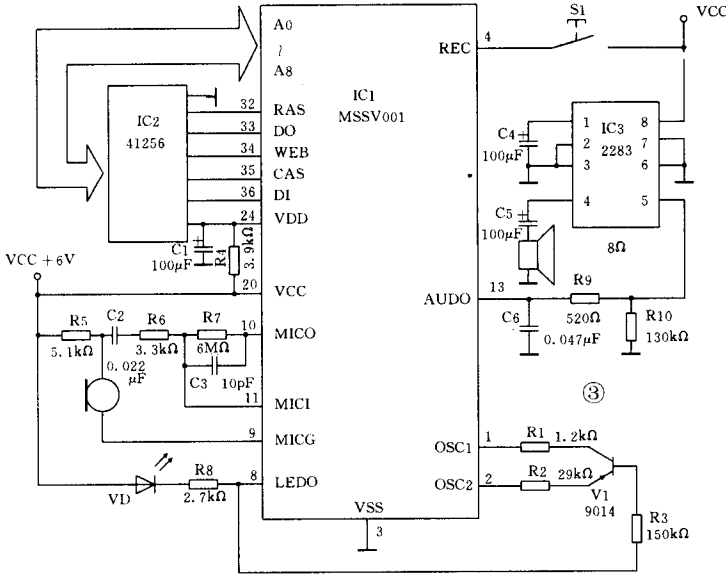 A0
~
A8
IC1
MSSV001
REC
4
S1
VCC
IC2
41256
32
RAS
33
DO
34
WEB
35
CAS
36
DI
24
VDD
C1
+
100μF
R4
3.9kΩ
VCC+6V
20
VCC
C4
+
100μF
1
2
3
4
IC3
2283
8
7
6
5
C5
+
100μF
8Ω
13
AUDO
R9
520Ω
C6
0.047μF
R10
130kΩ
R5
5.1kΩ
C2
0.022
μF
R6
3.3kΩ
R7
6MΩ
C3
10pF
10
MICO
11
MICI
9
MICG
③
VD
R8
2.7kΩ
8
LEDO
VSS
3
OSC1
1
R1
1.2kΩ
OSC2
2
R2
29kΩ
V1
9014
R3
150kΩ